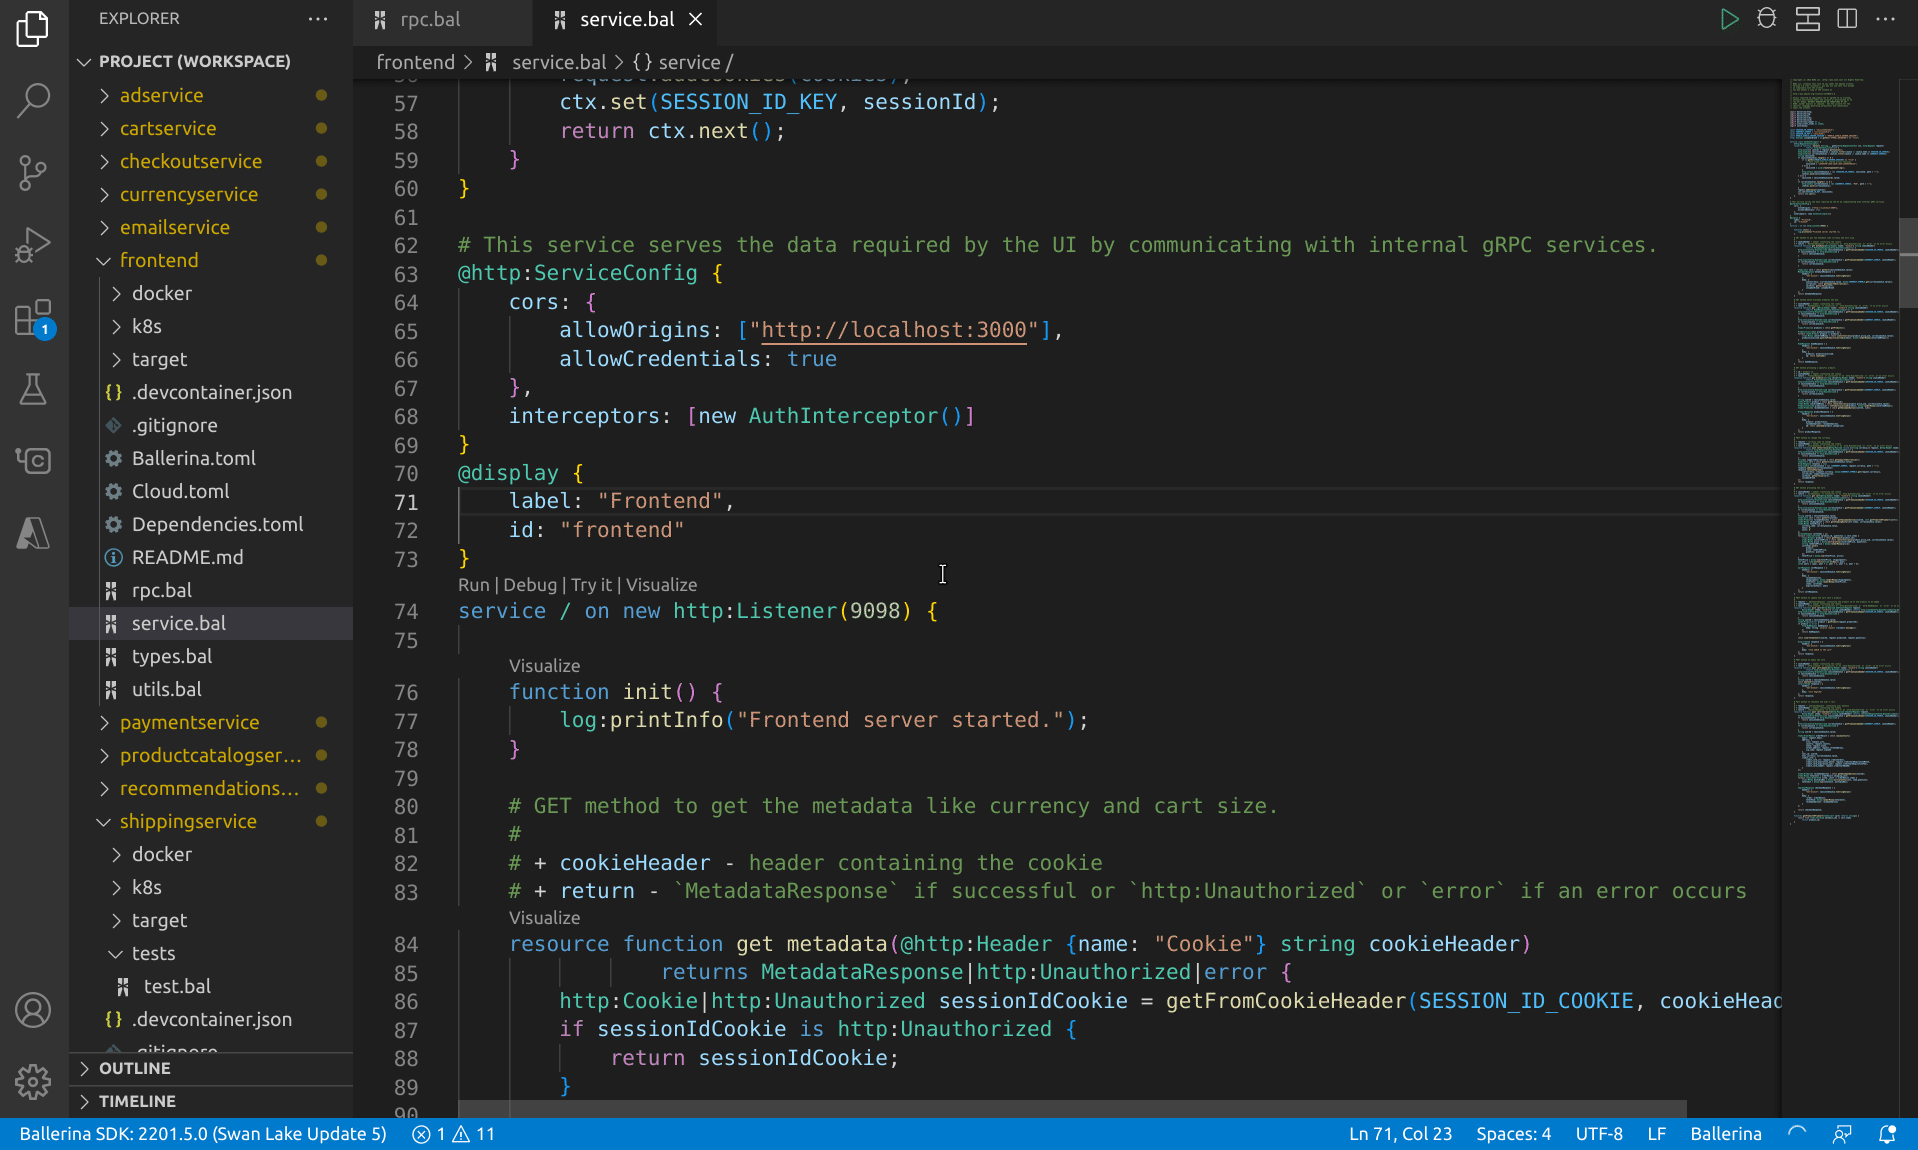 EXPLORER
PROJECT (WORKSPACE)
adservice
cartservice
checkoutservice
currencyservice
emailservice
frontend
docker
k8s
target
.devcontainer.json
.gitignore
Ballerina.toml
Cloud.toml
Dependencies.toml
README.md
rpc.bal
service.bal
types.bal
utils.bal
paymentservice
productcatalogser...
recommendations...
shippingservice
docker
k8s
target
tests
test.bal
.devcontainer.json
.gitignore
OUTLINE
TIMELINE
1
rpc.bal
service.bal
frontend > service.bal > {} service /
56 request.addCookies(cookies);
57 ctx.set(SESSION_ID_KEY, sessionId);
58 return ctx.next();
59 }
60 }
61
62 # This service serves the data required by the UI by communicating with internal gRPC services.
63 @http:ServiceConfig {
64 cors: {
65 allowOrigins: ["http://localhost:3000"],
66 allowCredentials: true
67 },
68 interceptors: [new AuthInterceptor()]
69 }
70 @display {
71 label: "Frontend",
72 id: "frontend"
73 }
Run | Debug | Try it | Visualize
74 service / on new http:Listener(9098) {
75
Visualize
76 function init() {
77 log:printInfo("Frontend server started.");
78 }
79
80 # GET method to get the metadata like currency and cart size.
81 #
82 # + cookieHeader - header containing the cookie
83 # + return - `MetadataResponse` if successful or `http:Unauthorized` or `error` if an error occurs
Visualize
84 resource function get metadata(@http:Header {name: "Cookie"} string cookieHeader)
85 returns MetadataResponse|http:Unauthorized|error {
86 http:Cookie|http:Unauthorized sessionIdCookie = getFromCookieHeader(SESSION_ID_COOKIE, cookieHead
87 if sessionIdCookie is http:Unauthorized {
88 return sessionIdCookie;
89 }
90
Ballerina SDK: 2201.5.0 (Swan Lake Update 5) 1 11
Ln 71, Col 23 Spaces: 4 UTF-8 LF Ballerina